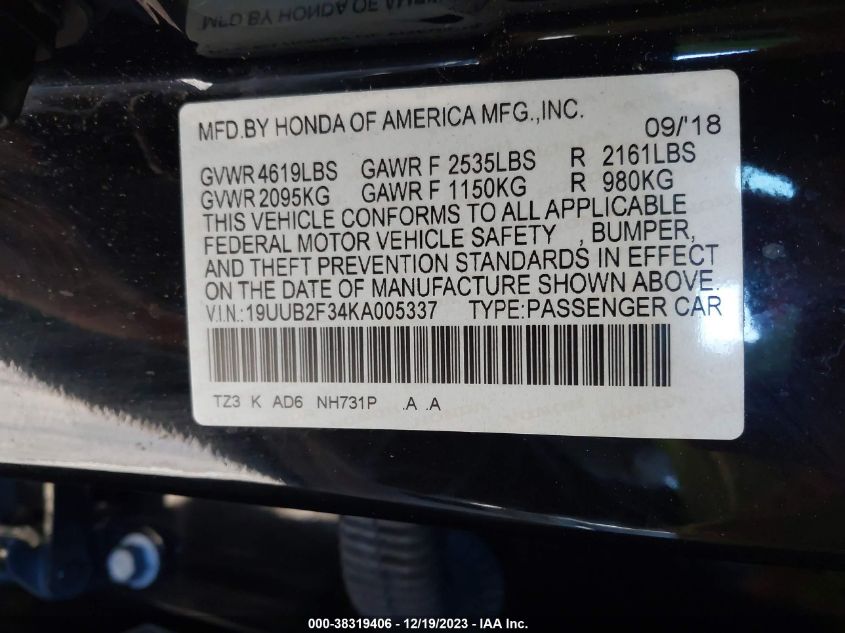 MFD.BY HONDA OF AMERICA MFG.,INC. 09/'18
GVWR 4619LBS GAWR F 2535LBS R 2161LBS
GVWR 2095KG GAWR F 1150KG R 980KG
THIS VEHICLE CONFORMS TO ALL APPLICABLE
FEDERAL MOTOR VEHICLE SAFETY , BUMPER,
AND THEFT PREVENTION STANDARDS IN EFFECT
ON THE DATE OF MANUFACTURE SHOWN ABOVE.
V.I.N.:19UUB2F34KA005337 TYPE:PASSENGER CAR
TZ3 K AD6 NH731P .A .A
000-38319406 - 12/19/2023 - IAA Inc.